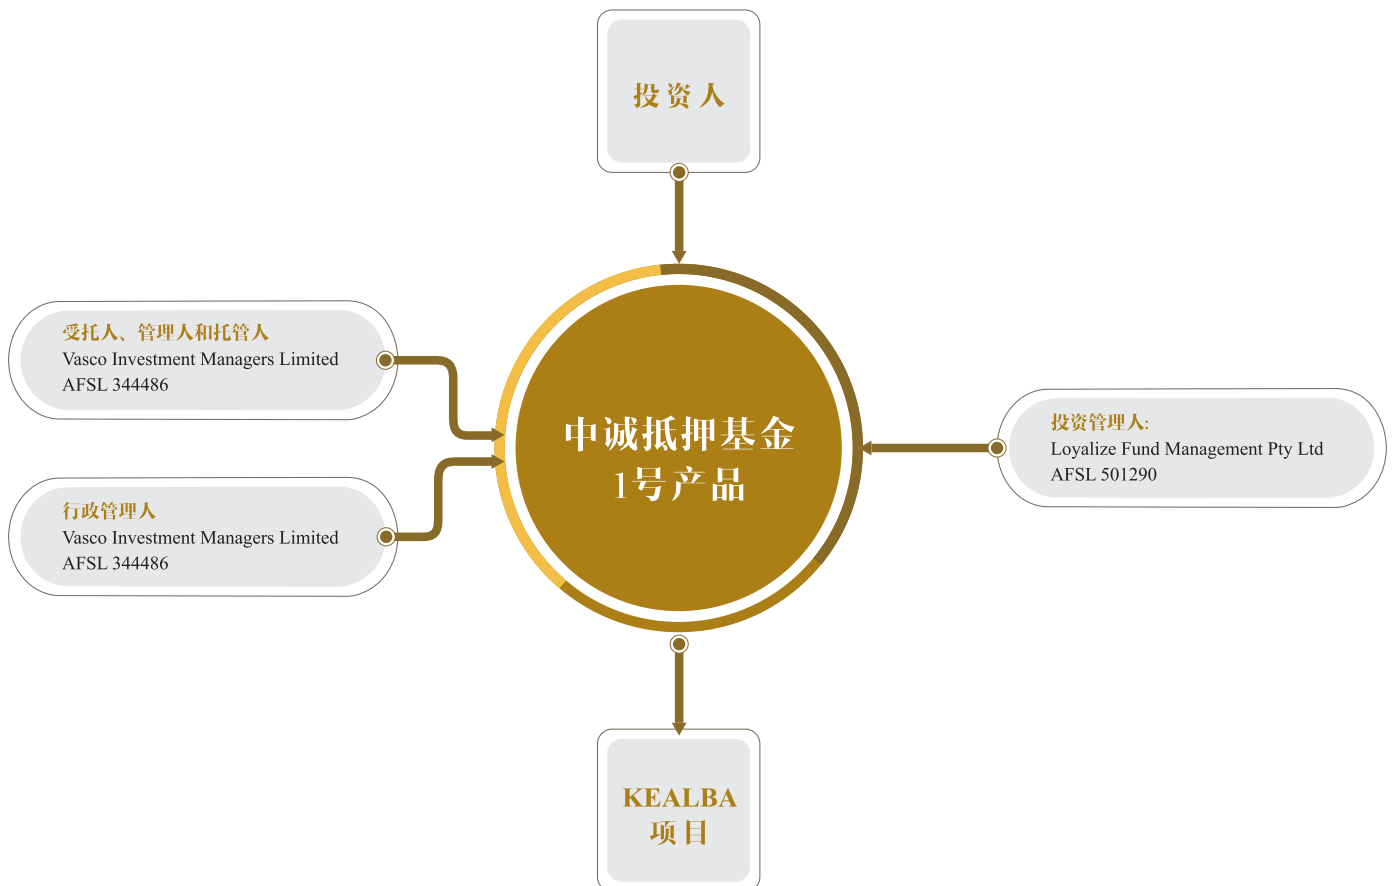 投资人
受托人、管理人和托管人
Vasco Investment Managers Limited
AFSL 344486
中诚抵押基金
1号产品
投资管理人:
Loyalize Fund Management Pty Ltd
AFSL 501290
行政管理人
Vasco Investment Managers Limited
AFSL 344486
KEALBA
项目